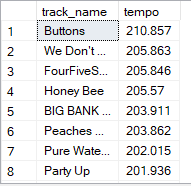 track_name tempo
1 Buttons 210.857
2 We Don't ... 205.863
3 FourFiveS... 205.846
4 Honey Bee 205.57
5 BIG BANK ... 203.911
6 Peaches ... 203.862
7 Pure Wate... 202.015
8 Party Up 201.936